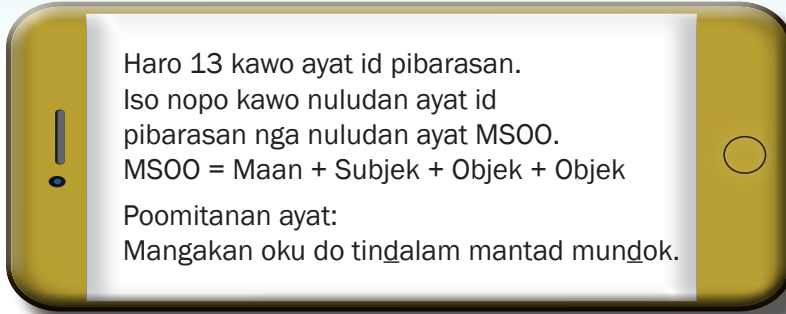 Haro 13 kawo ayat id pibarasan.
Iso nopo kawo nuludan ayat id
pibarasan nga nuludan ayat MSOO.
MSOO = Maan + Subjek + Objek + Objek
Poomitanan ayat:
Mangakan oku do tindalam mantad mundok.